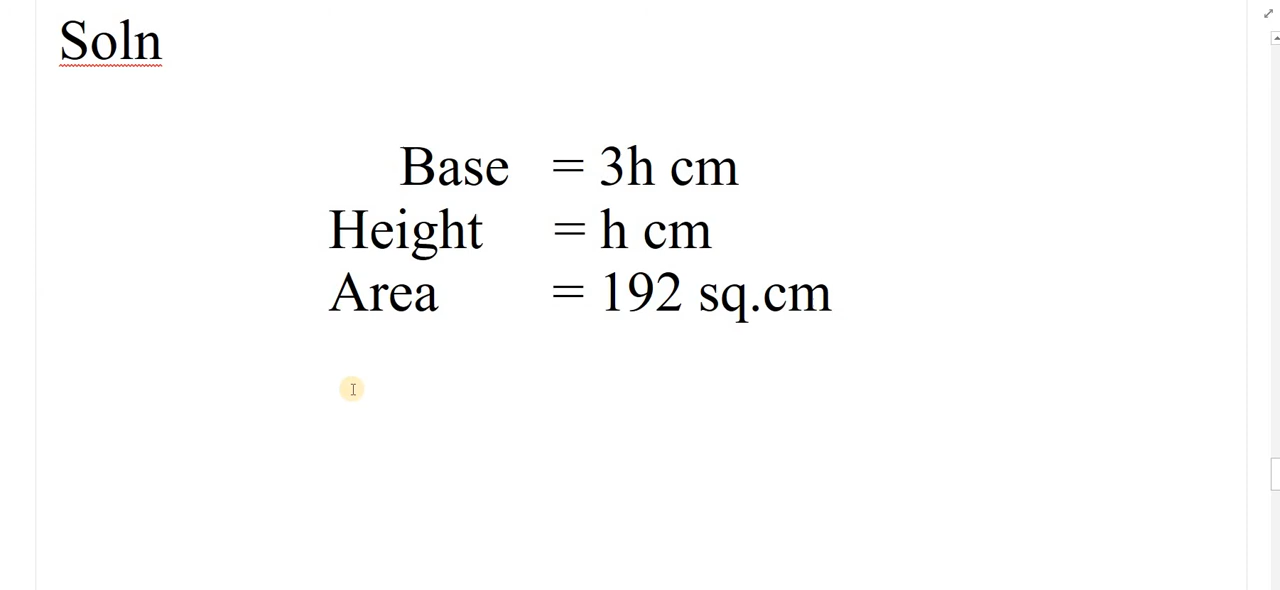 Soln
Base = 3h cm
Height = h cm
Area = 192 sq.cm